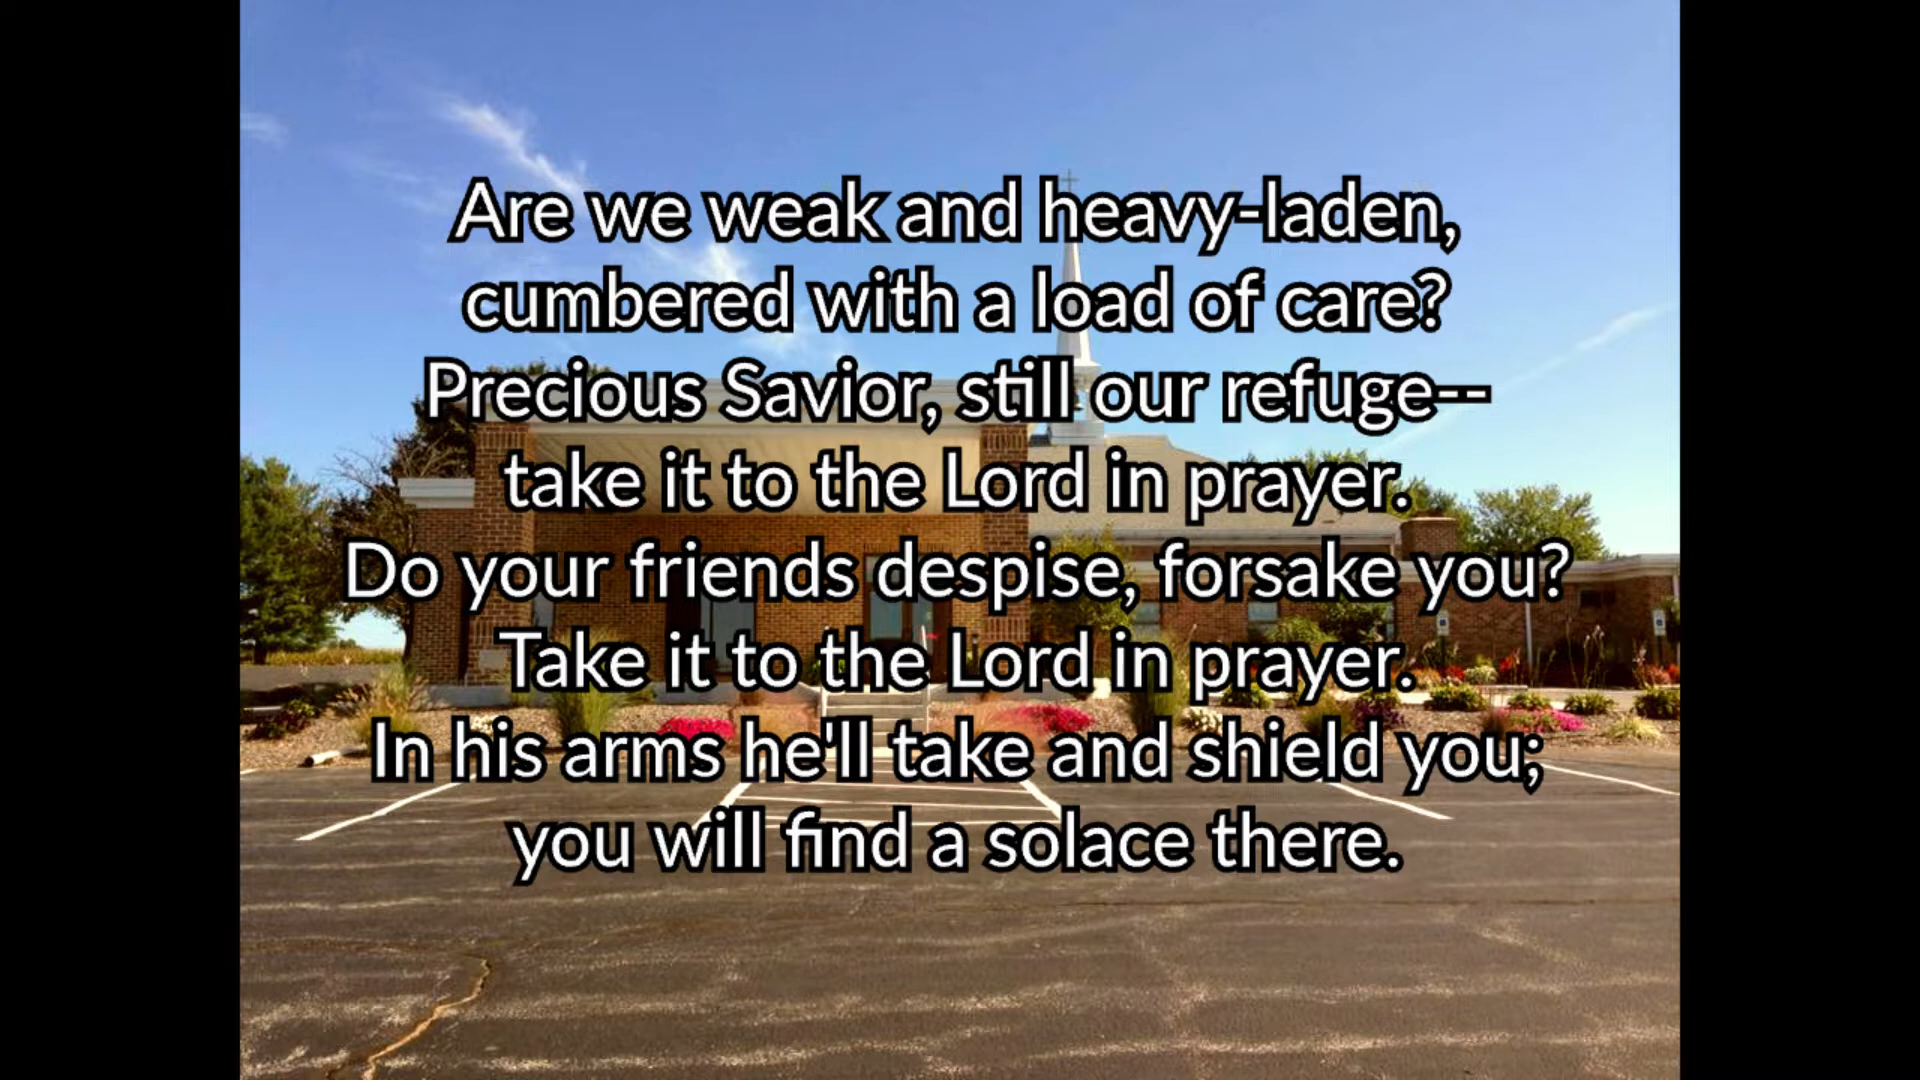 Are we weak and heavy-laden,
cumbered with a load of care?
Precious Savior, still our refuge--
take it to the Lord in prayer.
Do your friends despise, forsake you?
Take it to the Lord in prayer.
In his arms he'll take and shield you;
you will find a solace there.